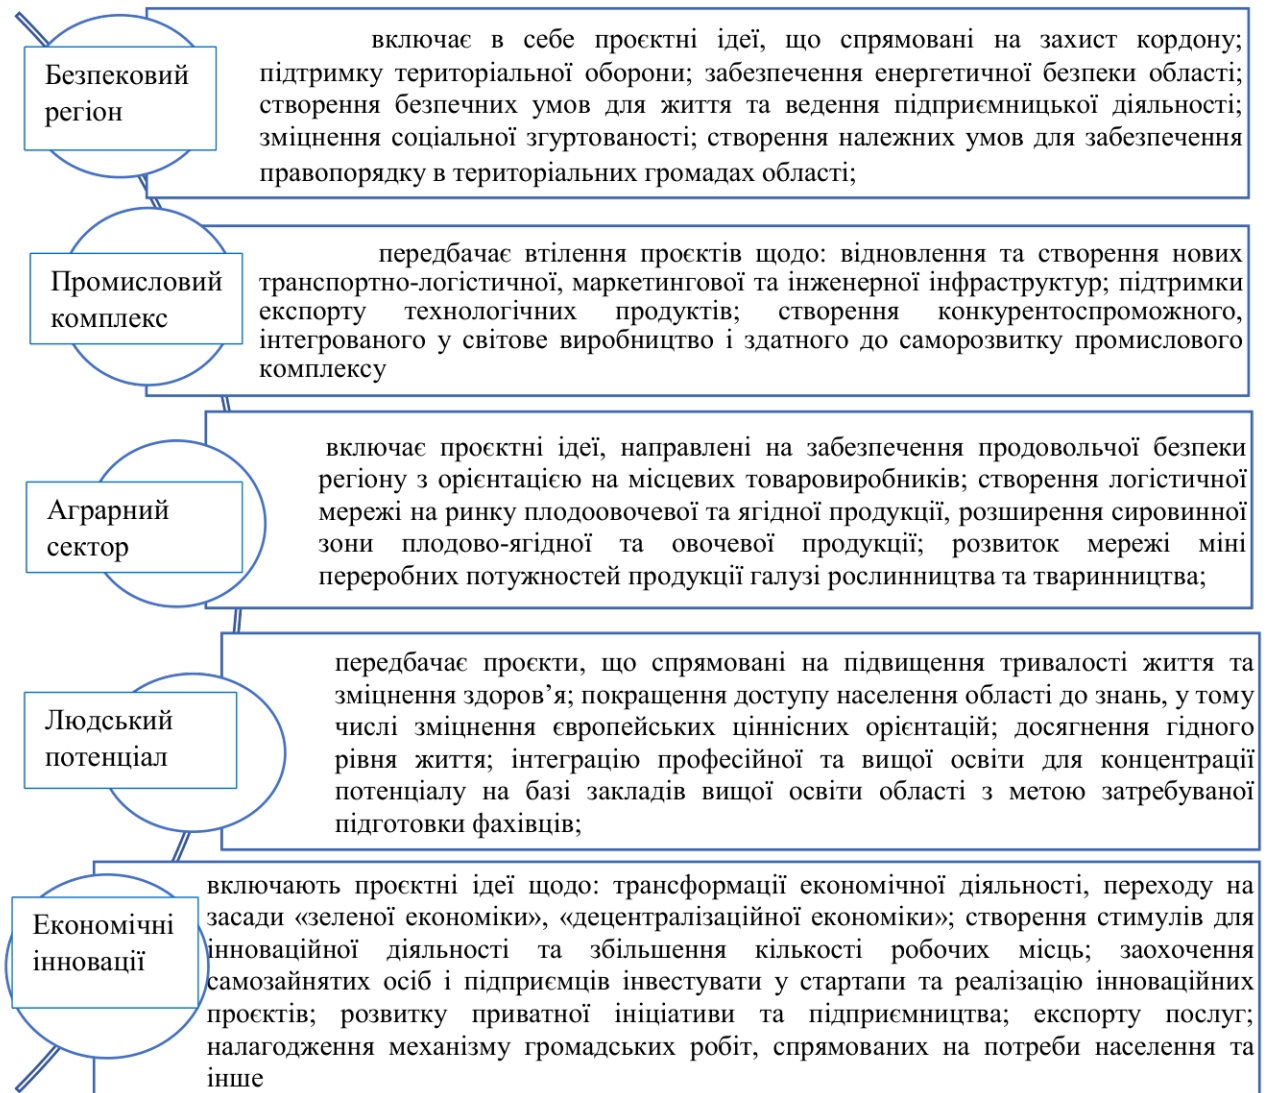 Безпековий
регіон
включає в себе проєктні ідеї, що спрямовані на захист кордону;
підтримку територіальної оборони; забезпечення енергетичної безпеки області;
створення безпечних умов для життя та ведення підприємницької діяльності;
зміцнення соціальної згуртованості; створення належних умов для забезпечення
правопорядку в територіальних громадах області;
Промисловий
комплекс
передбачає втілення проєктів щодо: відновлення та створення нових
транспортно-логістичної, маркетингової та інженерної інфраструктур; підтримки
експорту технологічних продуктів; створення конкурентоспроможного,
інтегрованого у світове виробництво і здатного до саморозвитку промислового
комплексу
Аграрний
сектор
включає проєктні ідеї, направлені на забезпечення продовольчої безпеки
регіону з орієнтацією на місцевих товаровиробників; створення логістичної
мережі на ринку плодоовочевої та ягідної продукції, розширення сировинної
зони плодово-ягідної та овочевої продукції; розвиток мережі міні
переробних потужностей продукції галузі рослинництва та тваринництва;
Людський
потенціал
передбачає проєкти, що спрямовані на підвищення тривалості життя та
зміцнення здоров’я; покращення доступу населення області до знань, у тому
числі зміцнення європейських ціннісних орієнтацій; досягнення гідного
рівня життя; інтеграцію професійної та вищої освіти для концентрації
потенціалу на базі закладів вищої освіти області з метою затребуваної
підготовки фахівців;
Економічні
інновації
включають проєктні ідеї щодо: трансформації економічної діяльності, переходу на
засади «зеленої економіки», «децентралізаційної економіки»; створення стимулів для
інноваційної діяльності та збільшення кількості робочих місць; заохочення
самозайнятих осіб і підприємців інвестувати у стартапи та реалізацію інноваційних
проєктів; розвитку приватної ініціативи та підприємництва; експорту послуг;
налагодження механізму громадських робіт, спрямованих на потреби населення та
інше